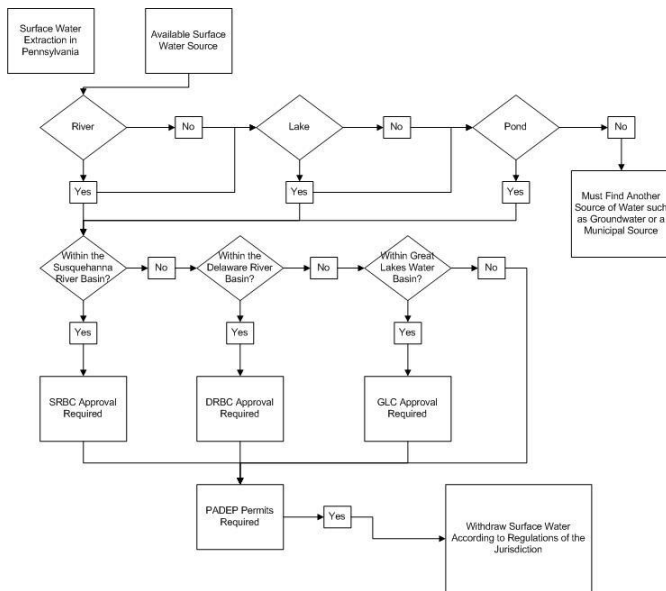 Surface Water
Extraction in
Pennsylvania
Available Surface
Water Source
River
No
Lake
No
Pond
No
Yes
Yes
Yes
Must Find Another
Source of Water such
as Groundwater or a
Municipal Source
Within the
Susquehanna
River Basin?
No
Within the
Delaware River
Basin?
No
Within Great
Lakes Water
Basin?
No
Yes
Yes
Yes
SRBC Approval
Required
DRBC Approval
Required
GLC Approval
Required
PADEP Permits
Required
Yes
Withdraw Surface Water
According to Regulations of the
Jurisdiction